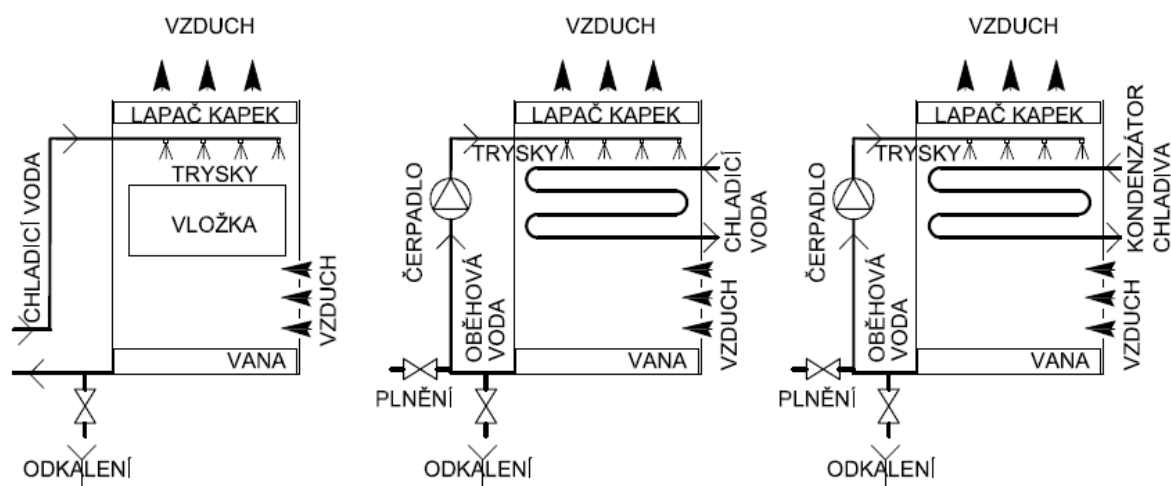 VZDUCH
LAPAČ KAPEK
TRYSKY
VLOŽKA
CHLADICÍ VODA
VZDUCH
VANA
ODKALENÍ
VZDUCH
LAPAČ KAPEK
TRYSKY
ČERPADLO
CHLADICÍ
VODA
OBĚHOVÁ
VODA
VZDUCH
VANA
PLNĚNÍ
ODKALENÍ
VZDUCH
LAPAČ KAPEK
TRYSKY
ČERPADLO
KONDENZÁTOR
CHLADIVA
OBĚHOVÁ
VODA
VZDUCH
VANA
PLNĚNÍ
ODKALENÍ